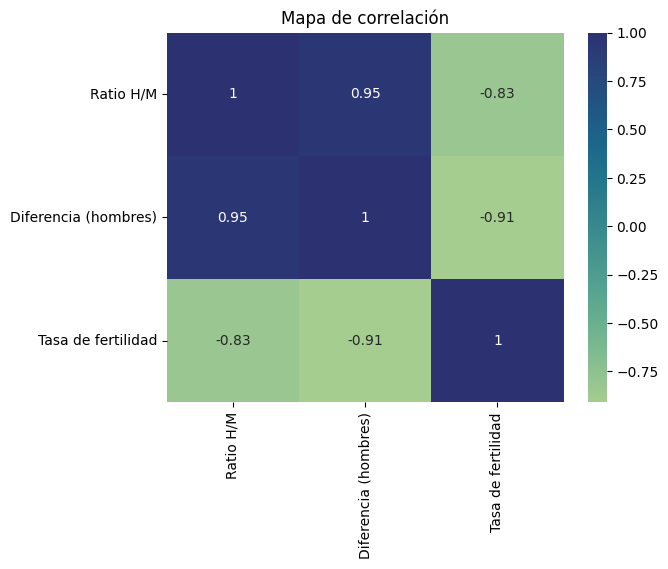 Mapa de correlación
Ratio H/M
1
0.95
-0.83
Diferencia (hombres)
0.95
1
-0.91
Tasa de fertilidad
-0.83
-0.91
1
Ratio H/M
Diferencia (hombres)
Tasa de fertilidad
1.00
0.75
0.50
0.25
0.00
−0.25
−0.50
−0.75